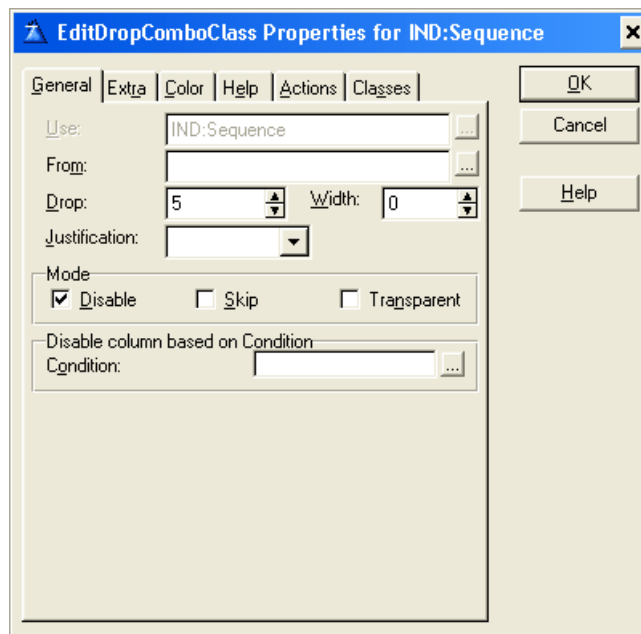 EditDropComboClass Properties for IND:Sequence
General Extra Color Help Actions Classes
OK
Cancel
Help
Use: IND:Sequence ...
From: ...
Drop: 5 Width: 0
Justification:
Mode
Disable Skip Transparent
Disable column based on Condition
Condition: ...